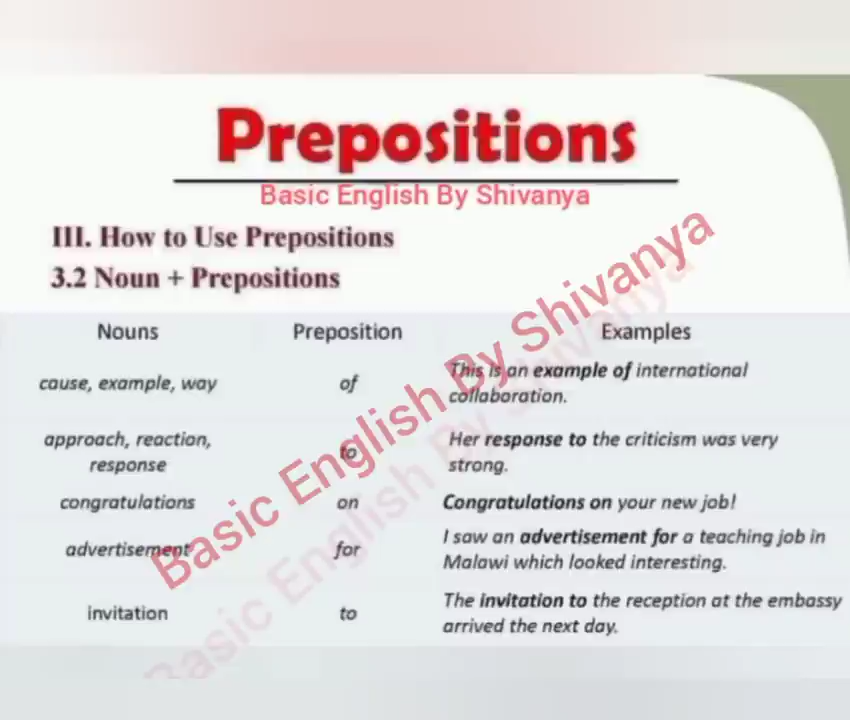 Prepositions
Basic English By Shivanya
III. How to Use Prepositions
3.2 Noun + Prepositions
Nouns Preposition Examples
cause, example, way of This is an example of international
collaboration.
approach, reaction,
response to Her response to the criticism was very
strong.
congratulations on Congratulations on your new job!
advertisement for I saw an advertisement for a teaching job in
Malawi which looked interesting.
invitation to The invitation to the reception at the embassy
arrived the next day.
Basic English By Shivanya
Basic English By Shivanya